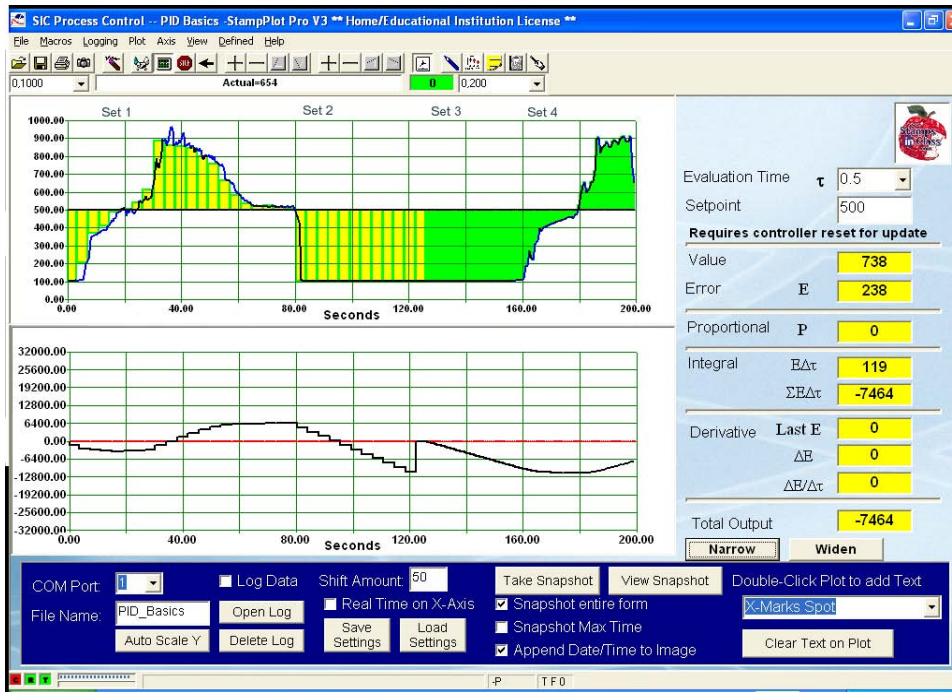 SIC Process Control -- PID Basics -StampPlot Pro V3 ** Home/Educational Institution License **
File Macros Logging Plot Axis View Defined Help
0,1000 Actual=654 0 0,200
Set 1 Set 2 Set 3 Set 4
1000.00
900.00
800.00
700.00
600.00
500.00
400.00
300.00
200.00
100.00
0.00
0.00 40.00 80.00 120.00 160.00 200.00
Seconds
32000.00
25600.00
19200.00
12800.00
6400.00
0.00
-6400.00
-12800.00
-19200.00
-25600.00
-32000.00
0.00 40.00 80.00 120.00 160.00 200.00
Seconds
Stamps
in Class
Evaluation Time τ 0.5
Setpoint 500
Requires controller reset for update
Value 738
Error E 238
Proportional P 0
Integral EΔτ 119
ΣEΔτ -7464
Derivative Last E 0
ΔE 0
ΔE/Δτ 0
Total Output -7464
Narrow Widen
COM Port: 1 Log Data Shift Amount: 50 Take Snapshot View Snapshot Double-Click Plot to add Text
File Name: PID_Basics Open Log Real Time on X-Axis Snapshot entire form X-Marks Spot
Auto Scale Y Delete Log Save Settings Load Settings Snapshot Max Time Clear Text on Plot
Append Date/Time to Image
C R T -P T F 0